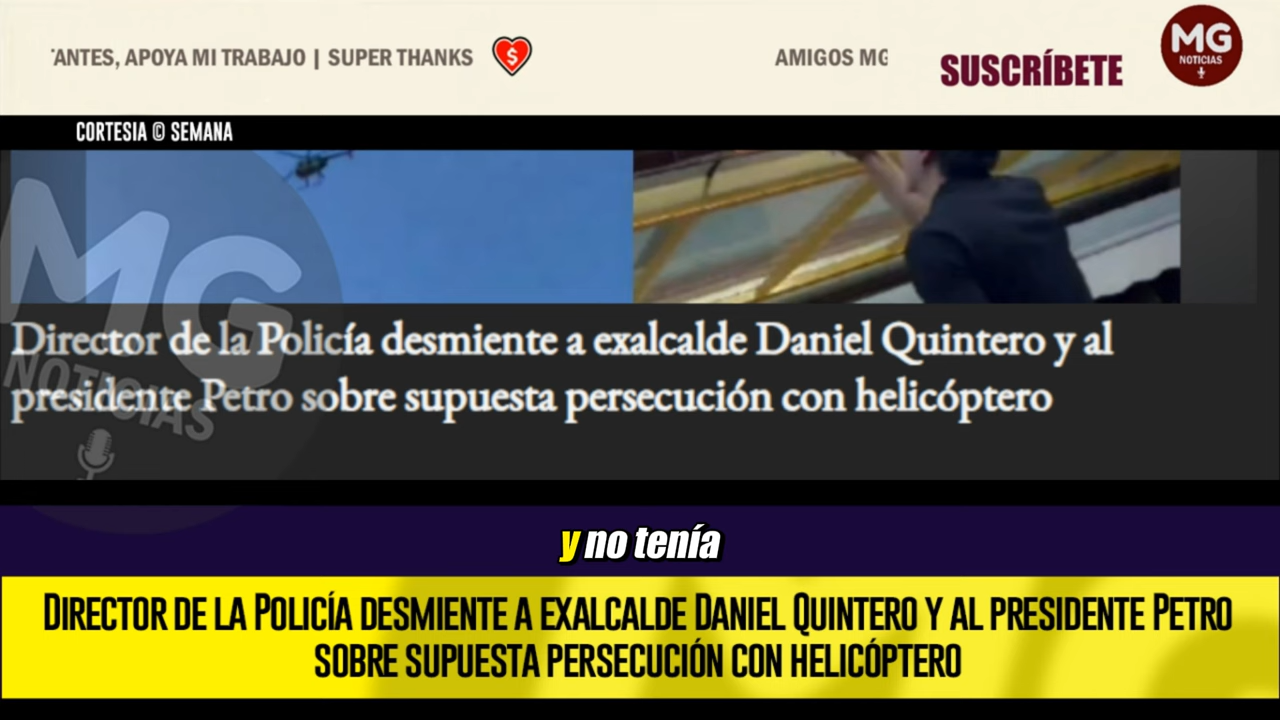 'ANTES, APOYA MI TRABAJO | SUPER THANKS
AMIGOS MG
SUSCRÍBETE
MG
NOTICIAS
CORTESIA © SEMANA
MG
NOTICIAS
Director de la Policía desmiente a exalcalde Daniel Quintero y al
presidente Petro sobre supuesta persecución con helicóptero
y no tenía
DIRECTOR DE LA POLICÍA DESMIENTE A EXALCALDE DANIEL QUINTERO Y AL PRESIDENTE PETRO
SOBRE SUPUESTA PERSECUCIÓN CON HELICÓPTERO